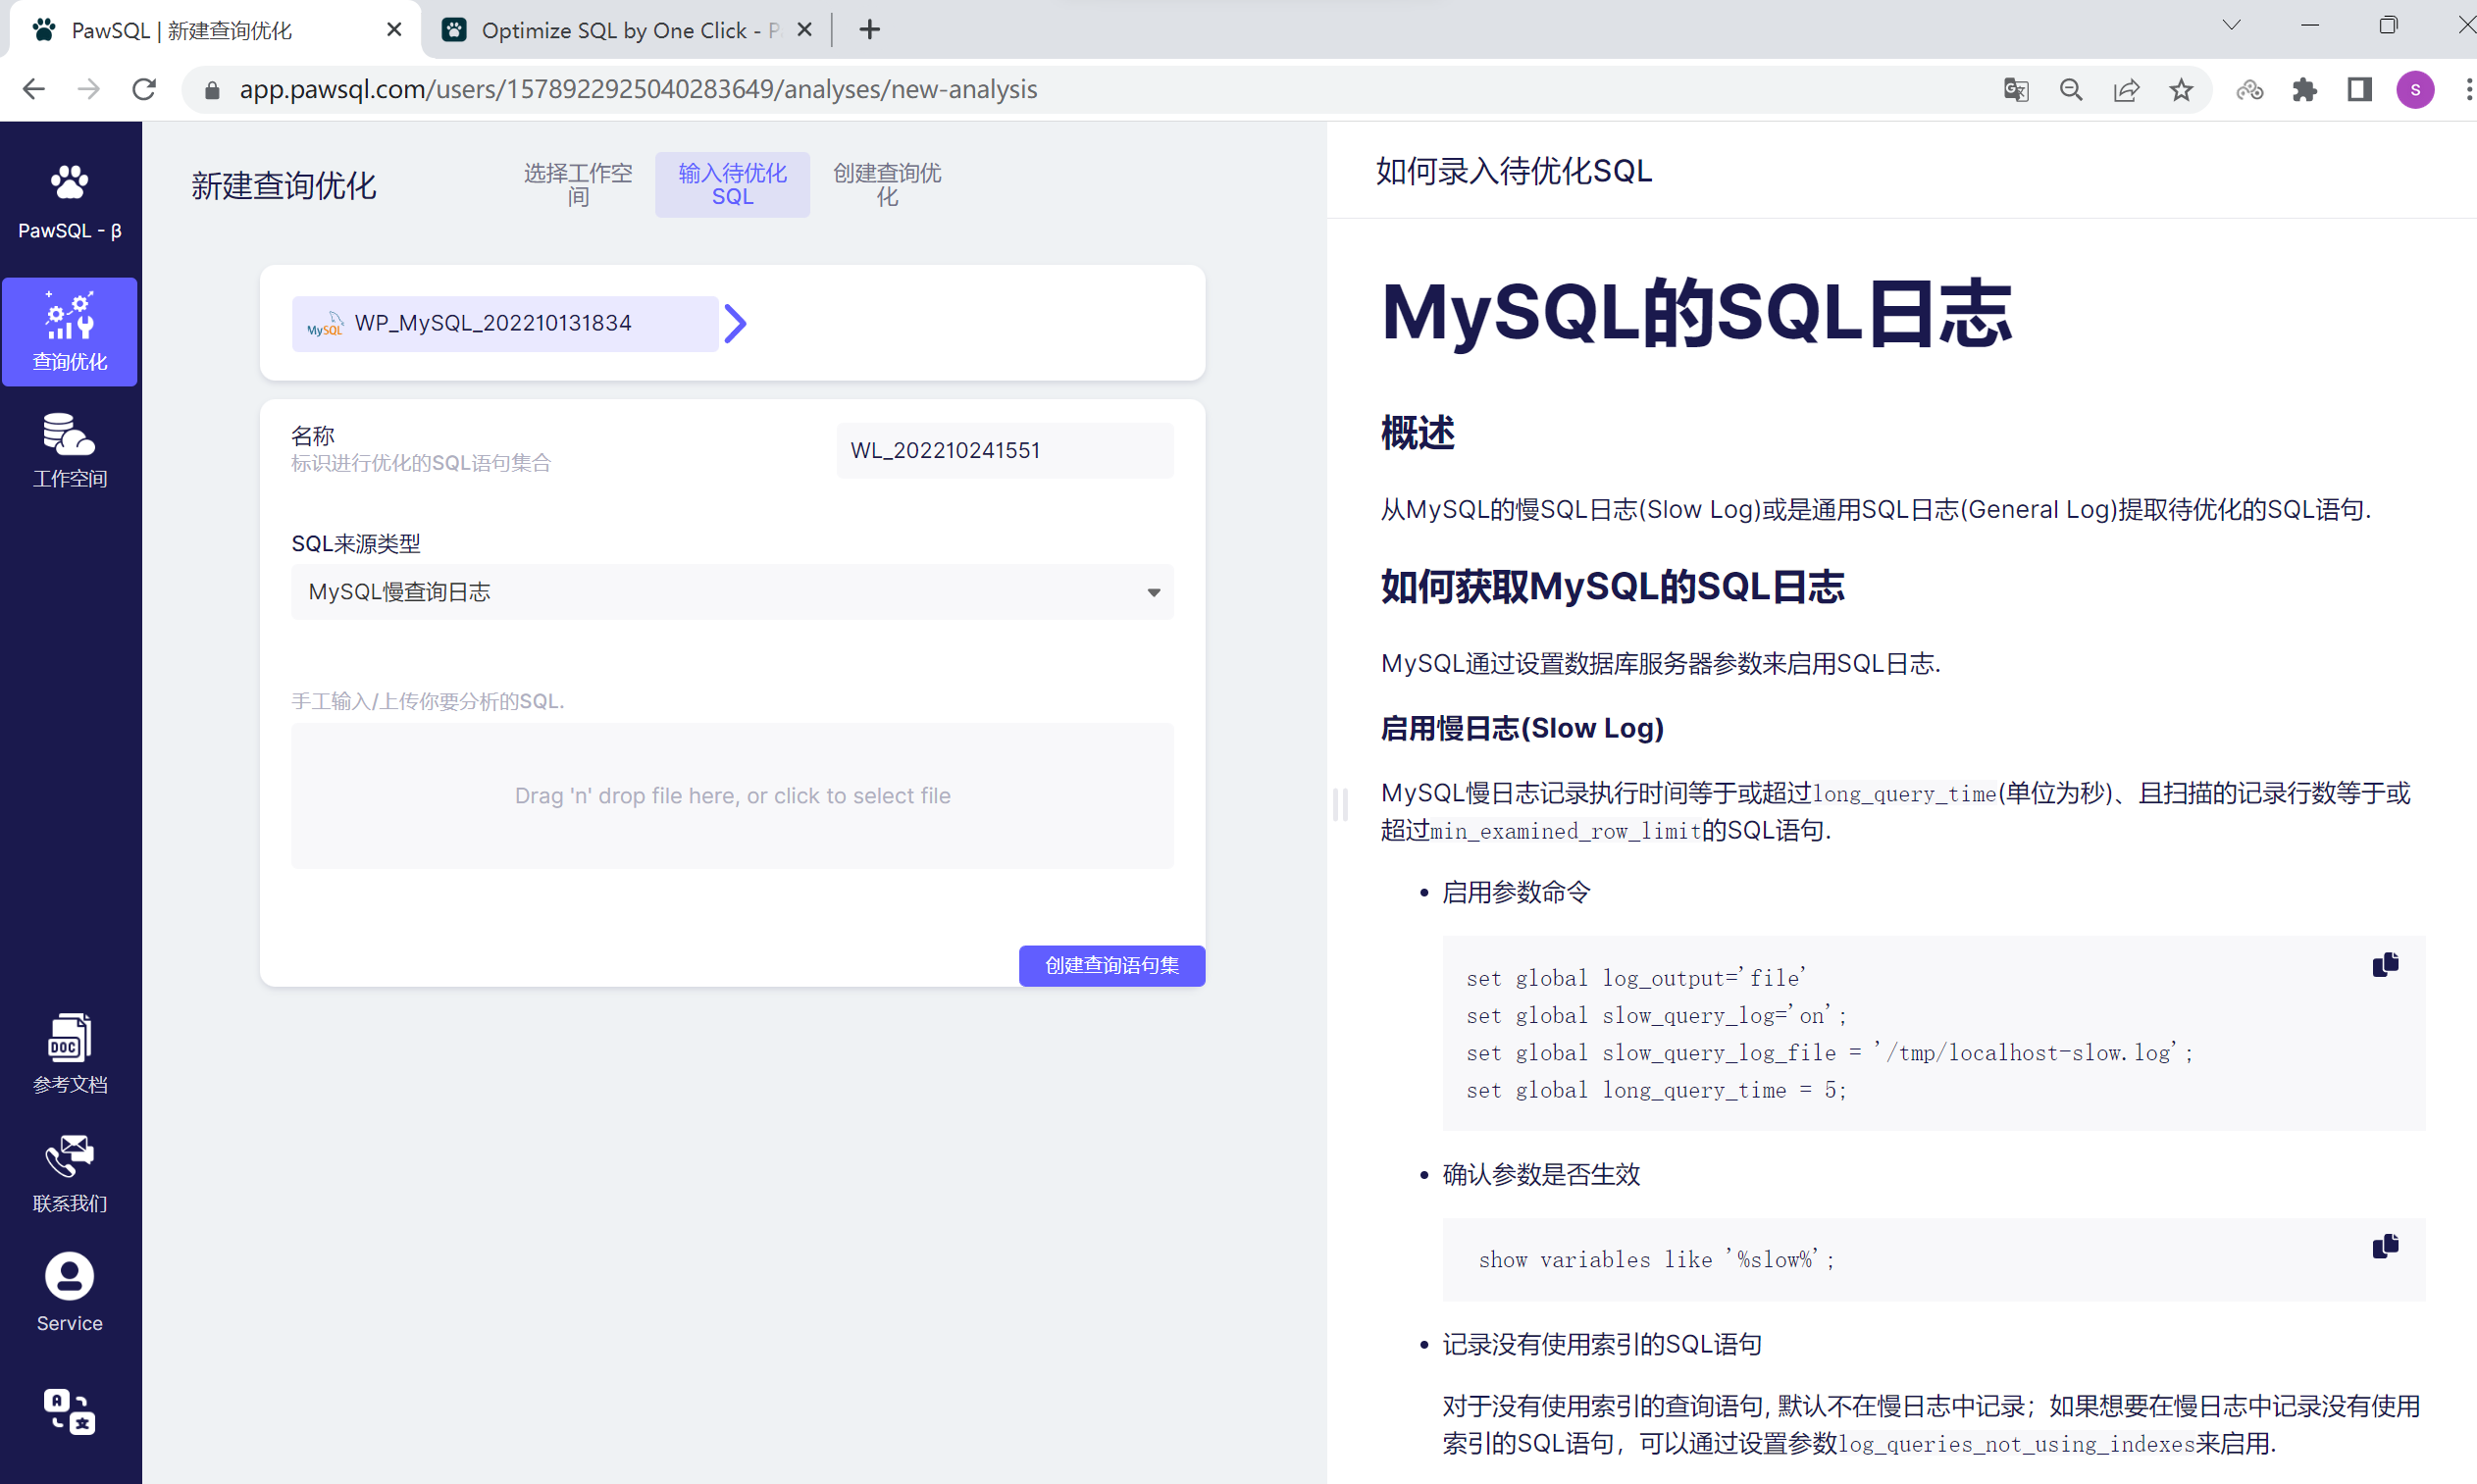 PawSQL | 新建查询优化
Optimize SQL by One Click - P
app.pawsql.com/users/1578922925040283649/analyses/new-analysis
S
PawSQL - β
查询优化
工作空间
DOC
参考文档
联系我们
Service
A 文
新建查询优化
选择工作空
间
输入待优化
SQL
创建查询优
化
MySQL WP_MySQL_202210131834
名称
标识进行优化的SQL语句集合
WL_202210241551
SQL来源类型
MySQL慢查询日志
手工输入/上传你要分析的SQL.
Drag 'n' drop file here, or click to select file
创建查询语句集
如何录入待优化SQL
MySQL的SQL日志
概述
从MySQL的慢SQL日志(Slow Log)或是通用SQL日志(General Log)提取待优化的SQL语句.
如何获取MySQL的SQL日志
MySQL通过设置数据库服务器参数来启用SQL日志.
启用慢日志(Slow Log)
MySQL慢日志记录执行时间等于或超过long_query_time(单位为秒)、且扫描的记录行数等于或
超过min_examined_row_limit的SQL语句.
• 启用参数命令
set global log_output='file'
set global slow_query_log='on';
set global slow_query_log_file = '/tmp/localhost-slow.log';
set global long_query_time = 5;
• 确认参数是否生效
show variables like '%slow%';
• 记录没有使用索引的SQL语句
对于没有使用索引的查询语句, 默认不在慢日志中记录；如果想要在慢日志中记录没有使用
索引的SQL语句，可以通过设置参数log_queries_not_using_indexes来启用.